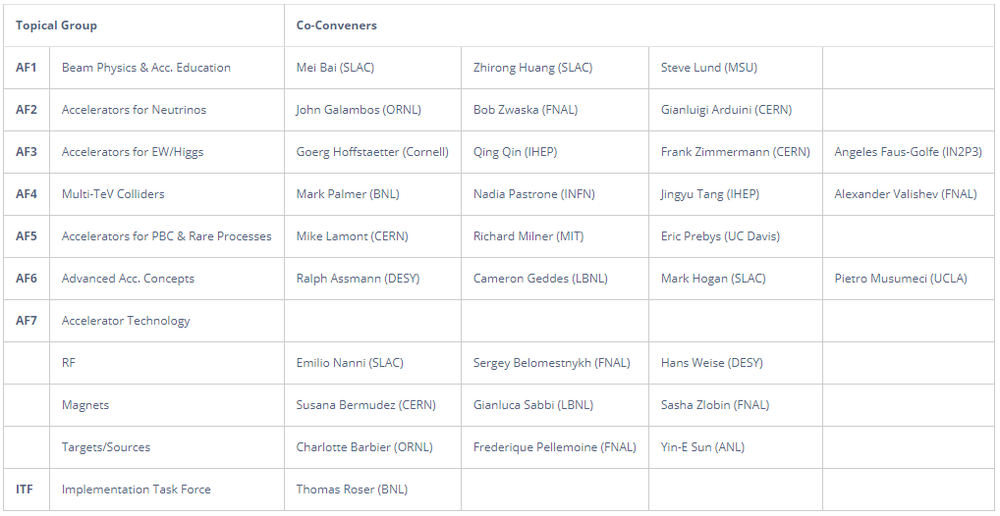 Topical Group Co-Conveners
AF1 Beam Physics & Acc. Education Mei Bai (SLAC) Zhirong Huang (SLAC) Steve Lund (MSU)
AF2 Accelerators for Neutrinos John Galambos (ORNL) Bob Zwaska (FNAL) Gianluigi Arduini (CERN)
AF3 Accelerators for EW/Higgs Goerg Hoffstaetter (Cornell) Qing Qin (IHEP) Frank Zimmermann (CERN) Angeles Faus-Golfe (IN2P3)
AF4 Multi-TeV Colliders Mark Palmer (BNL) Nadia Pastrone (INFN) Jingyu Tang (IHEP) Alexander Valishev (FNAL)
AF5 Accelerators for PBC & Rare Processes Mike Lamont (CERN) Richard Milner (MIT) Eric Prebys (UC Davis)
AF6 Advanced Acc. Concepts Ralph Assmann (DESY) Cameron Geddes (LBNL) Mark Hogan (SLAC) Pietro Musumeci (UCLA)
AF7 Accelerator Technology
RF Emilio Nanni (SLAC) Sergey Belomestnykh (FNAL) Hans Weise (DESY)
Magnets Susana Bermudez (CERN) Gianluca Sabbi (LBNL) Sasha Zlobin (FNAL)
Targets/Sources Charlotte Barbier (ORNL) Frederique Pellemoine (FNAL) Yin-E Sun (ANL)
ITF Implementation Task Force Thomas Roser (BNL)